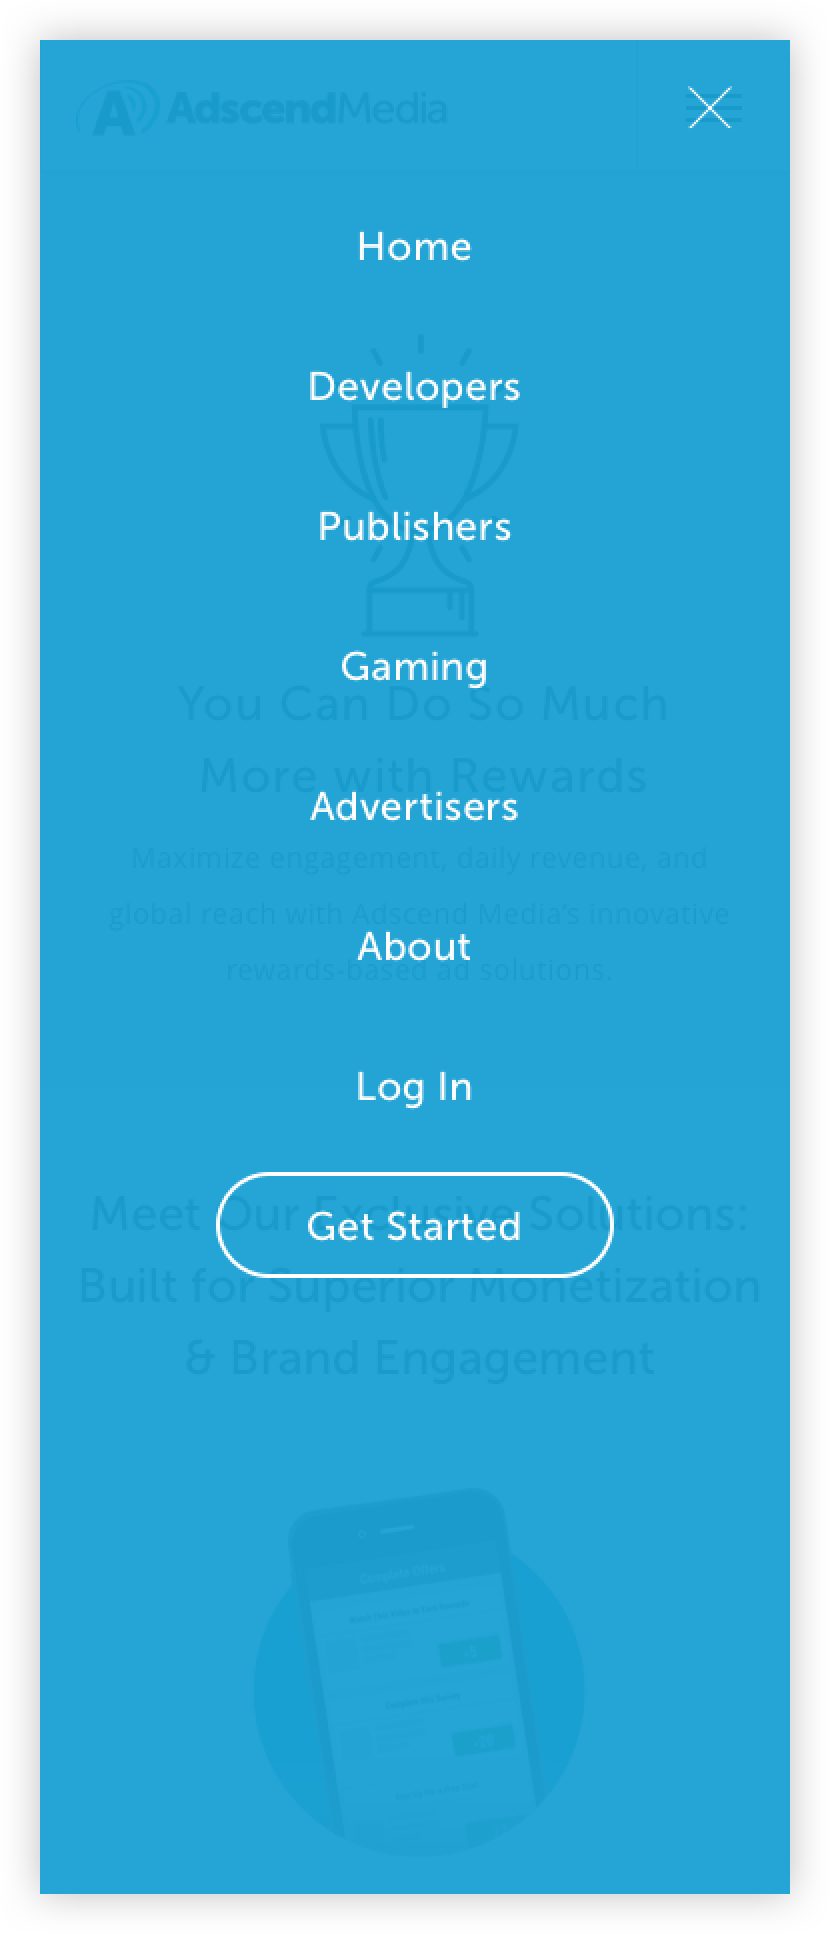 AdscendMedia
Home
Developers
Publishers
Gaming
You Can Do So Much
More with Rewards
Advertisers
Maximize engagement, daily revenue, and
global reach with Adscend Media's innovative
About
rewards-based ad solutions.
Log In
Meet Our Exclusive Solutions:
Get Started
Built for Superior Monetization
& Brand Engagement
Complete Offers